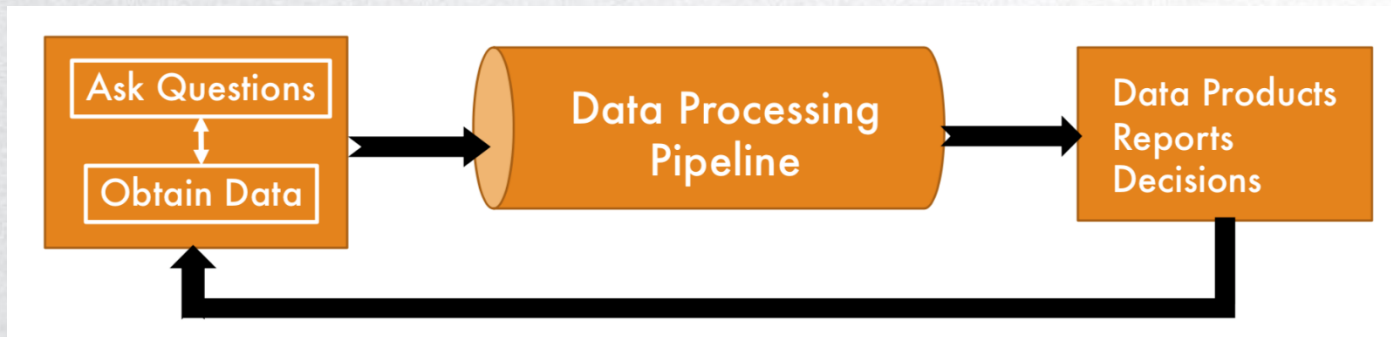 Ask Questions
Obtain Data
Data Processing
Pipeline
Data Products
Reports
Decisions